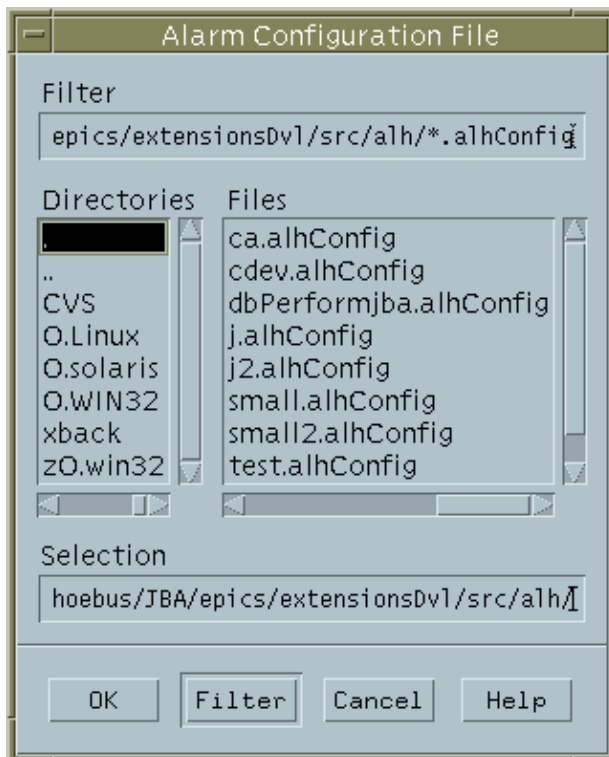 Alarm Configuration File
Filter
epics/extensionsDvl/src/alh/*.alhConfig
Directories Files
.
..
CVS
O.Linux
O.solaris
O.WIN32
xback
zO.win32
ca.alhConfig
cdev.alhConfig
dbPerformjba.alhConfig
j.alhConfig
j2.alhConfig
small.alhConfig
small2.alhConfig
test.alhConfig
Selection
hoebus/JBA/epics/extensionsDvl/src/alh/
OK Filter Cancel Help